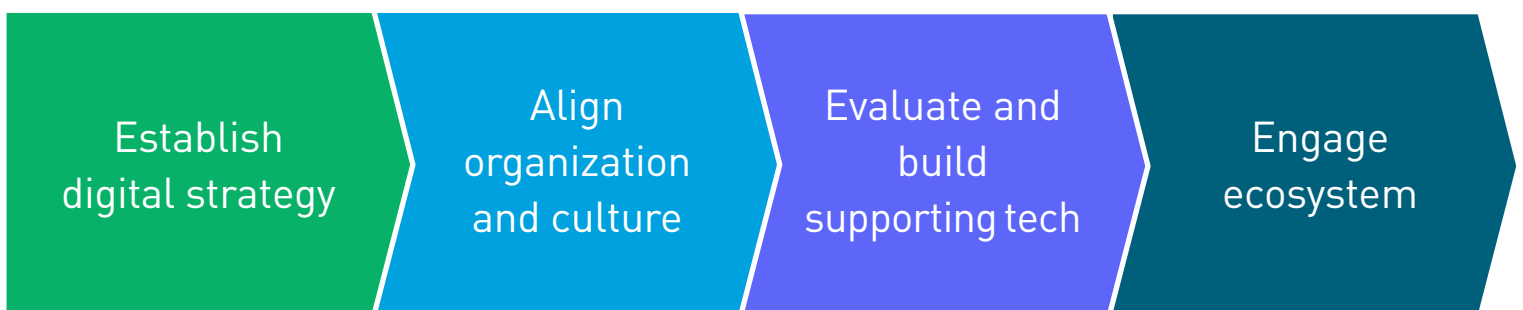 Establish
digital strategy
Align
organization
and culture
Evaluate and
build
supporting tech
Engage
ecosystem